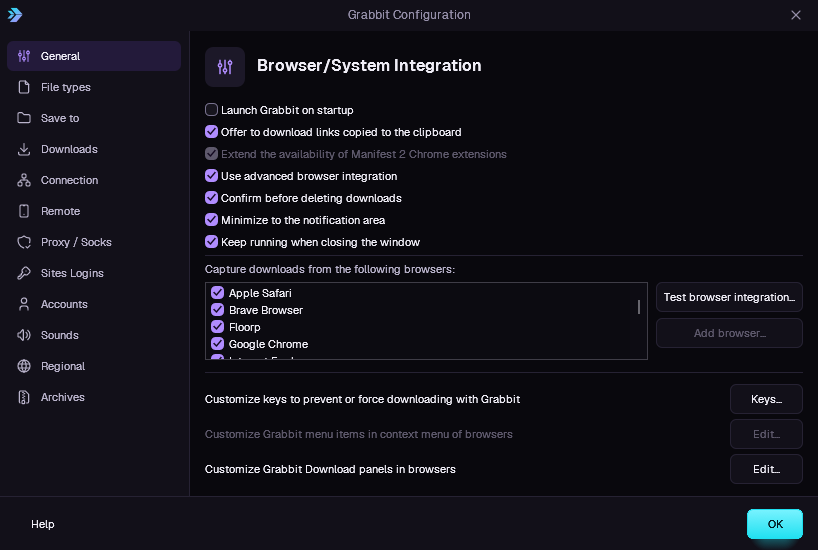 Grabbit Configuration
General
File types
Save to
Downloads
Connection
Remote
Proxy / Socks
Sites Logins
Accounts
Sounds
Regional
Archives
Browser/System Integration
Launch Grabbit on startup
Offer to download links copied to the clipboard
Extend the availability of Manifest 2 Chrome extensions
Use advanced browser integration
Confirm before deleting downloads
Minimize to the notification area
Keep running when closing the window
Capture downloads from the following browsers:
Apple Safari
Brave Browser
Floorp
Google Chrome
Test browser integration...
Add browser...
Customize keys to prevent or force downloading with Grabbit
Keys...
Customize Grabbit menu items in context menu of browsers
Edit...
Customize Grabbit Download panels in browsers
Edit...
Help
OK